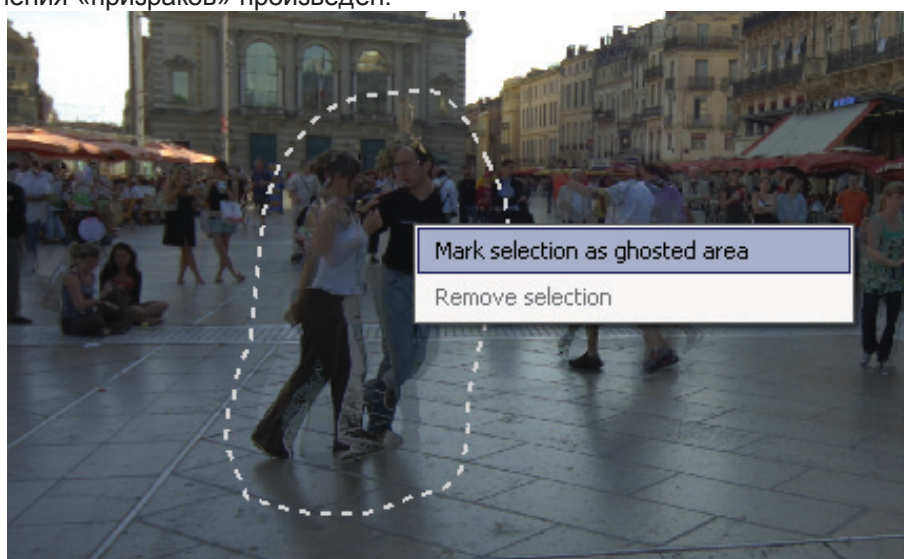 «призраков» произведен.
Mark selection as ghosted area
Remove selection